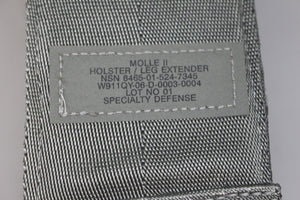 MOLLE II
HOLSTER / LEG EXTENDER
NSN 8465-01-524-7345
W911QY-06-D-0003-0004
LOT NO 01
SPECIALTY DEFENSE